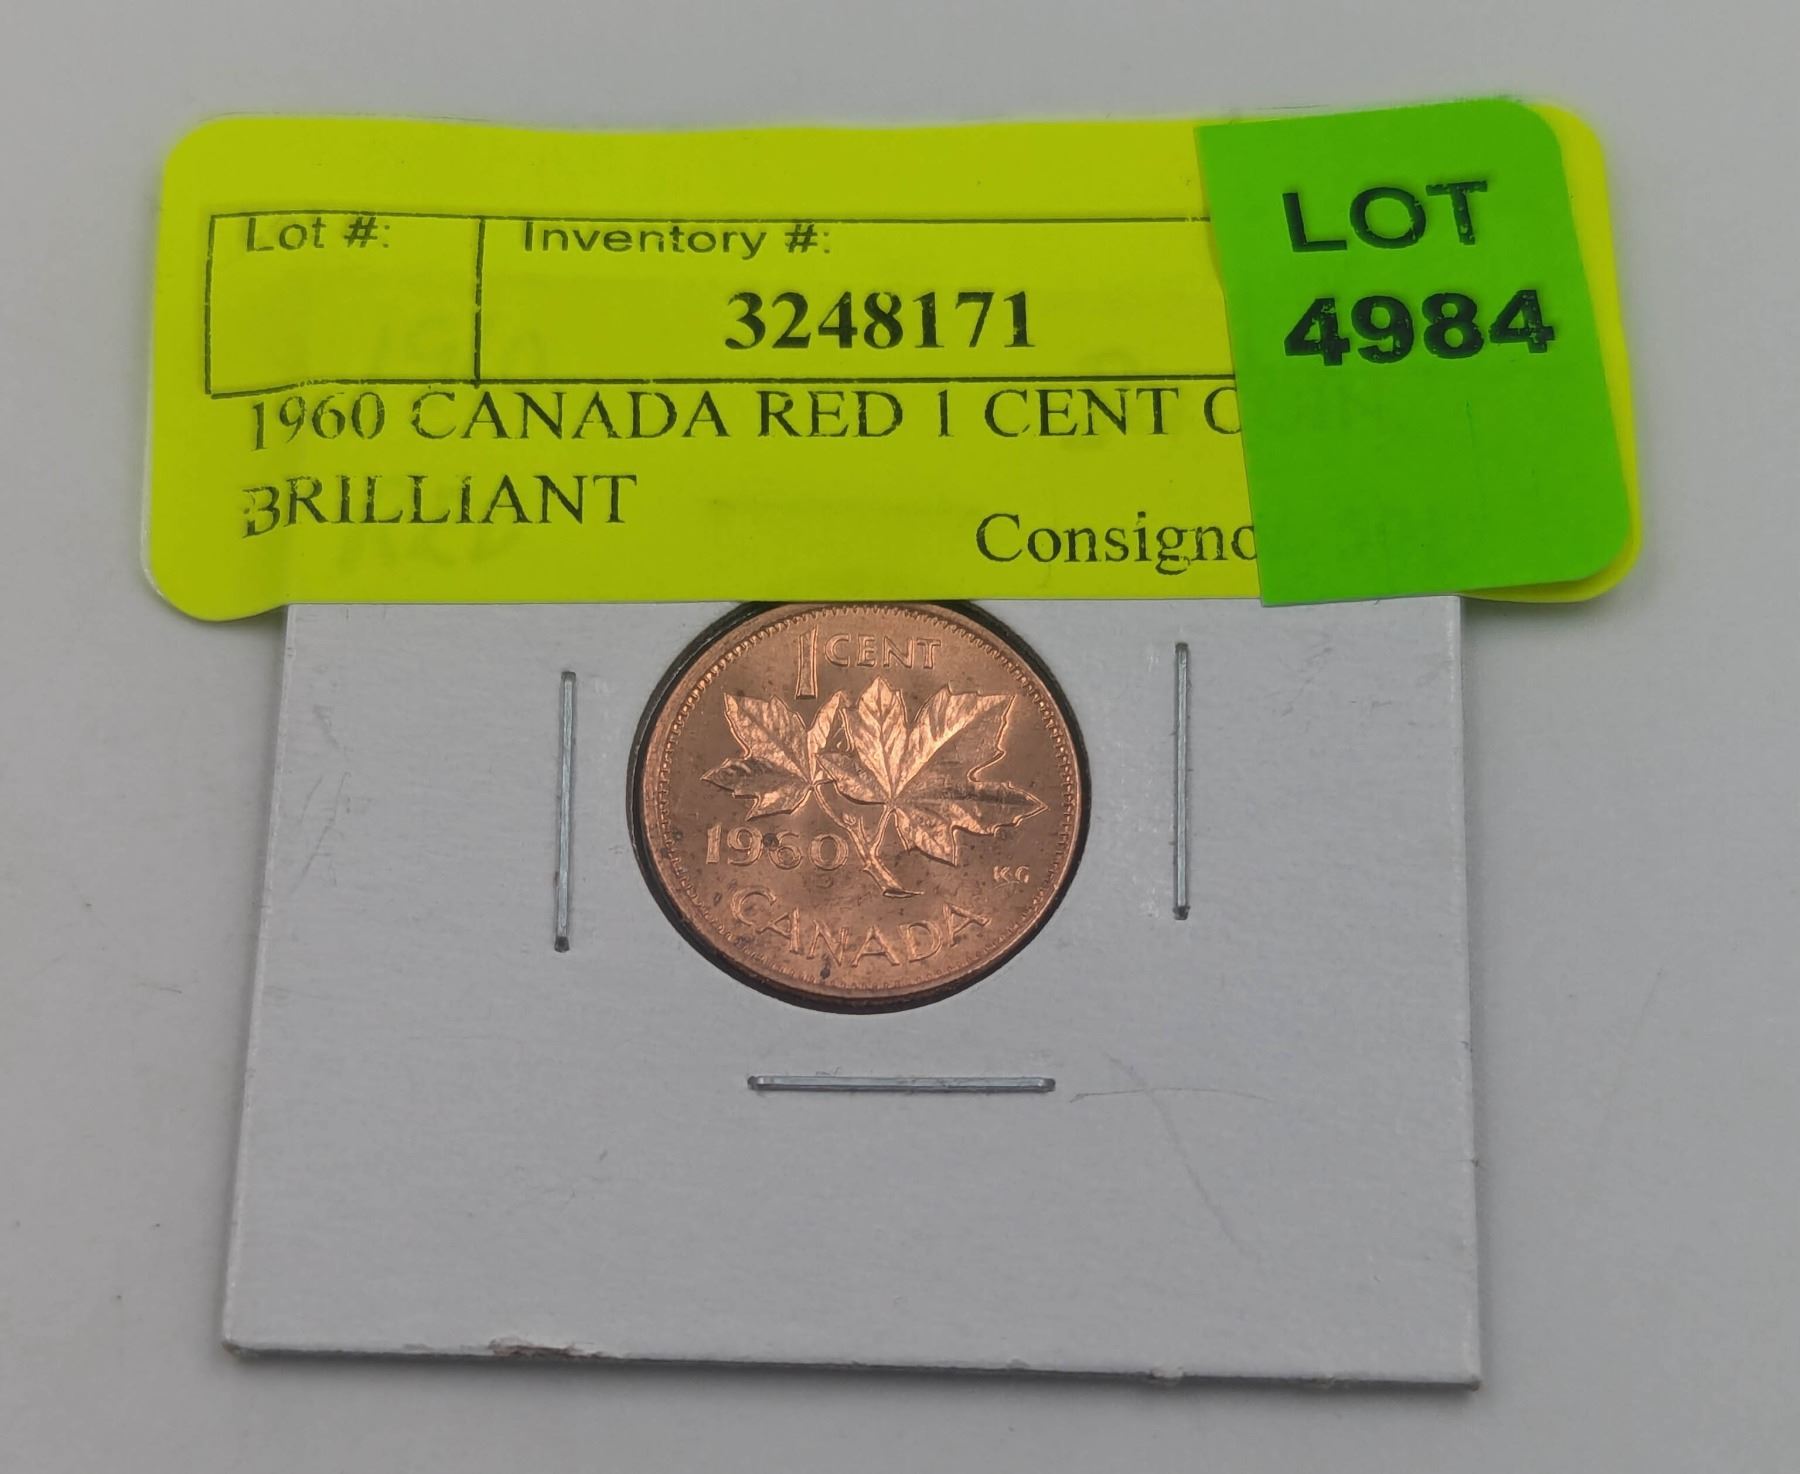 Lot #:
Inventory #:
LOT
4984
3248171
1960 CANADA RED 1 CENT
BRILLIANT
1 CENT
1960
KG
CANADA